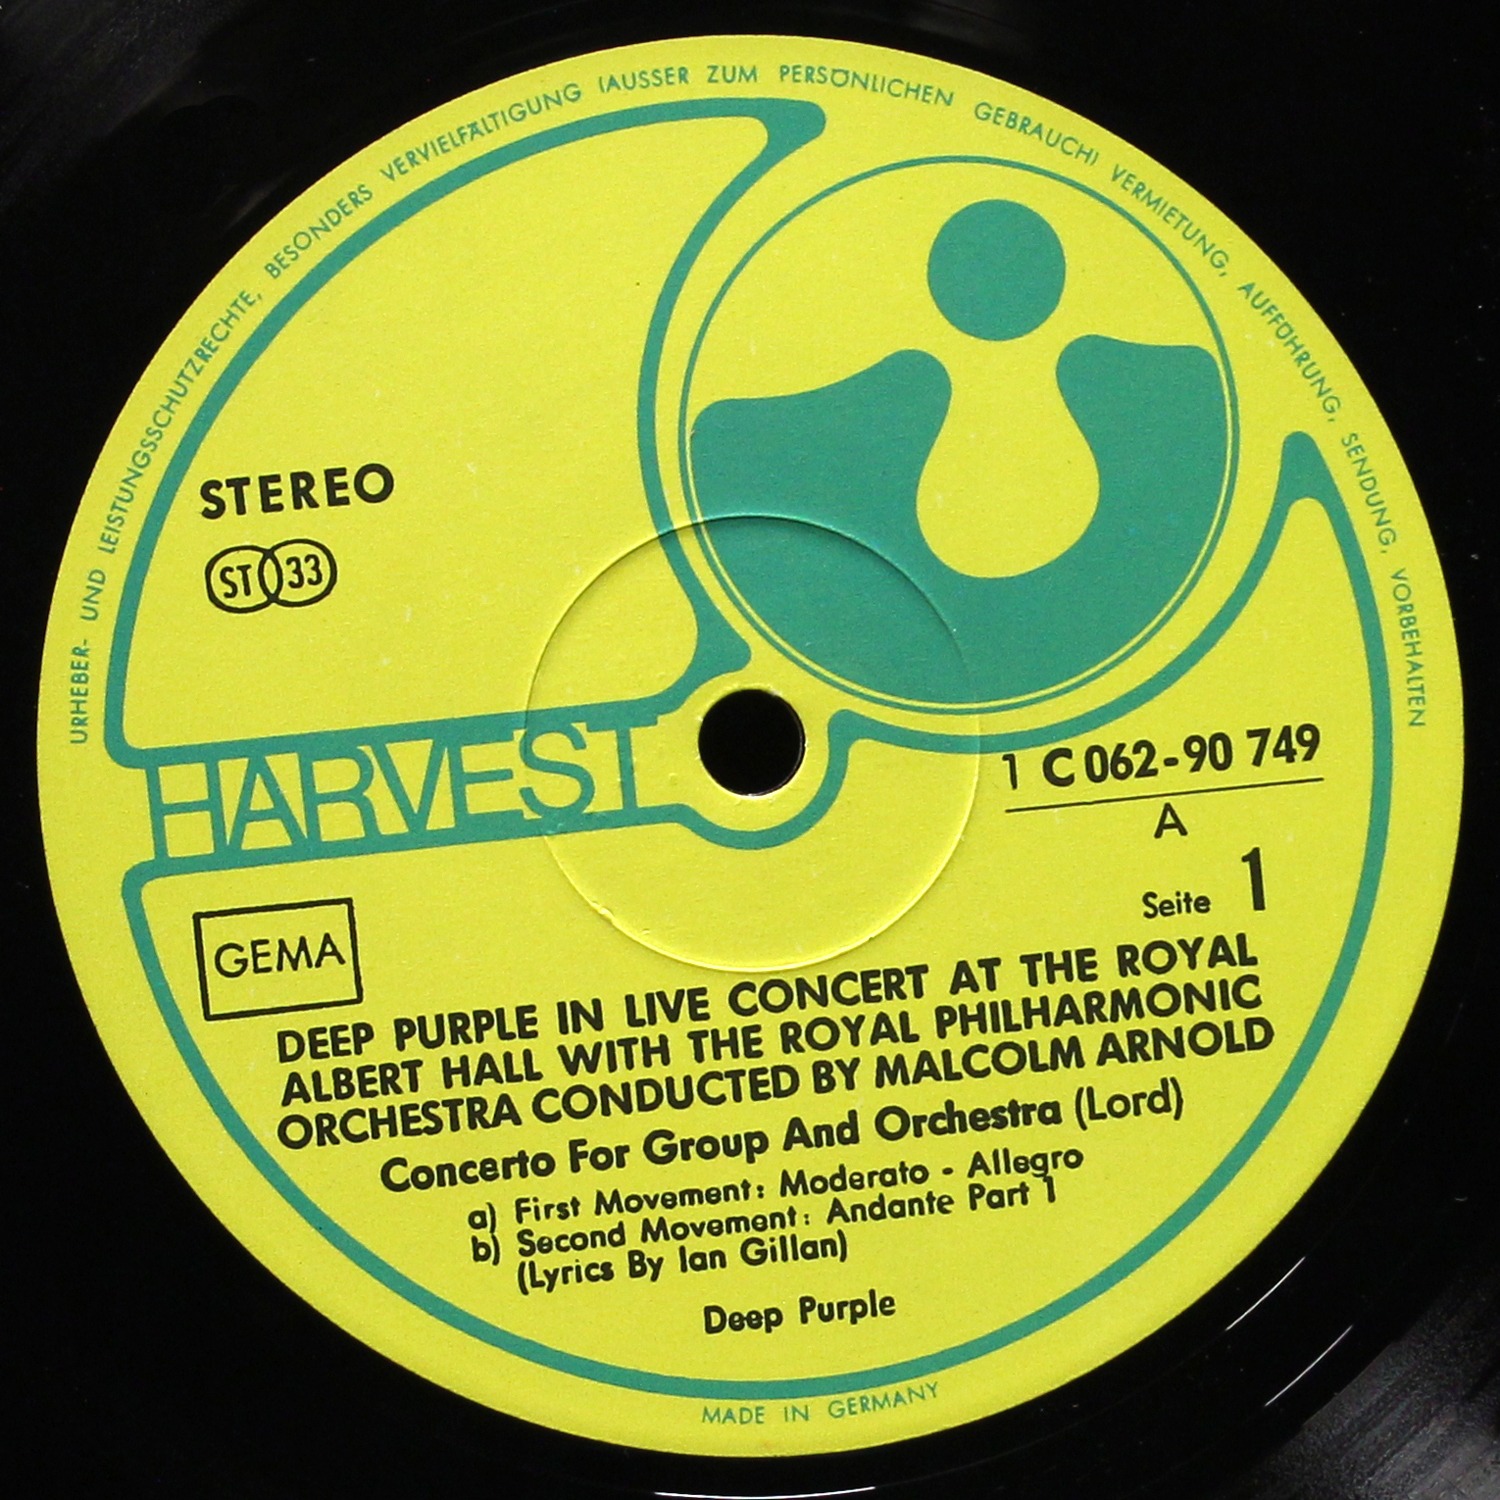 URHEBER- UND LEISTUNGSSCHUTZRECHTE, BESONDERS VERVIELFÄLTIGUNG (AUSSER ZUM PERSÖNLICHEN GEBRAUCH) VERMIETUNG, AUFFÜHRUNG, SENDUNG, VORBEHALTEN
STEREO
ST 33
HARVEST
1 C 062-90 749
A
Seite 1
GEMA
DEEP PURPLE IN LIVE CONCERT AT THE ROYAL
ALBERT HALL WITH THE ROYAL PHILHARMONIC
ORCHESTRA CONDUCTED BY MALCOLM ARNOLD
Concerto For Group And Orchestra (Lord)
a) First Movement: Moderato - Allegro
b) Second Movement: Andante Part 1
(Lyrics By Ian Gillan)
Deep Purple
MADE IN GERMANY